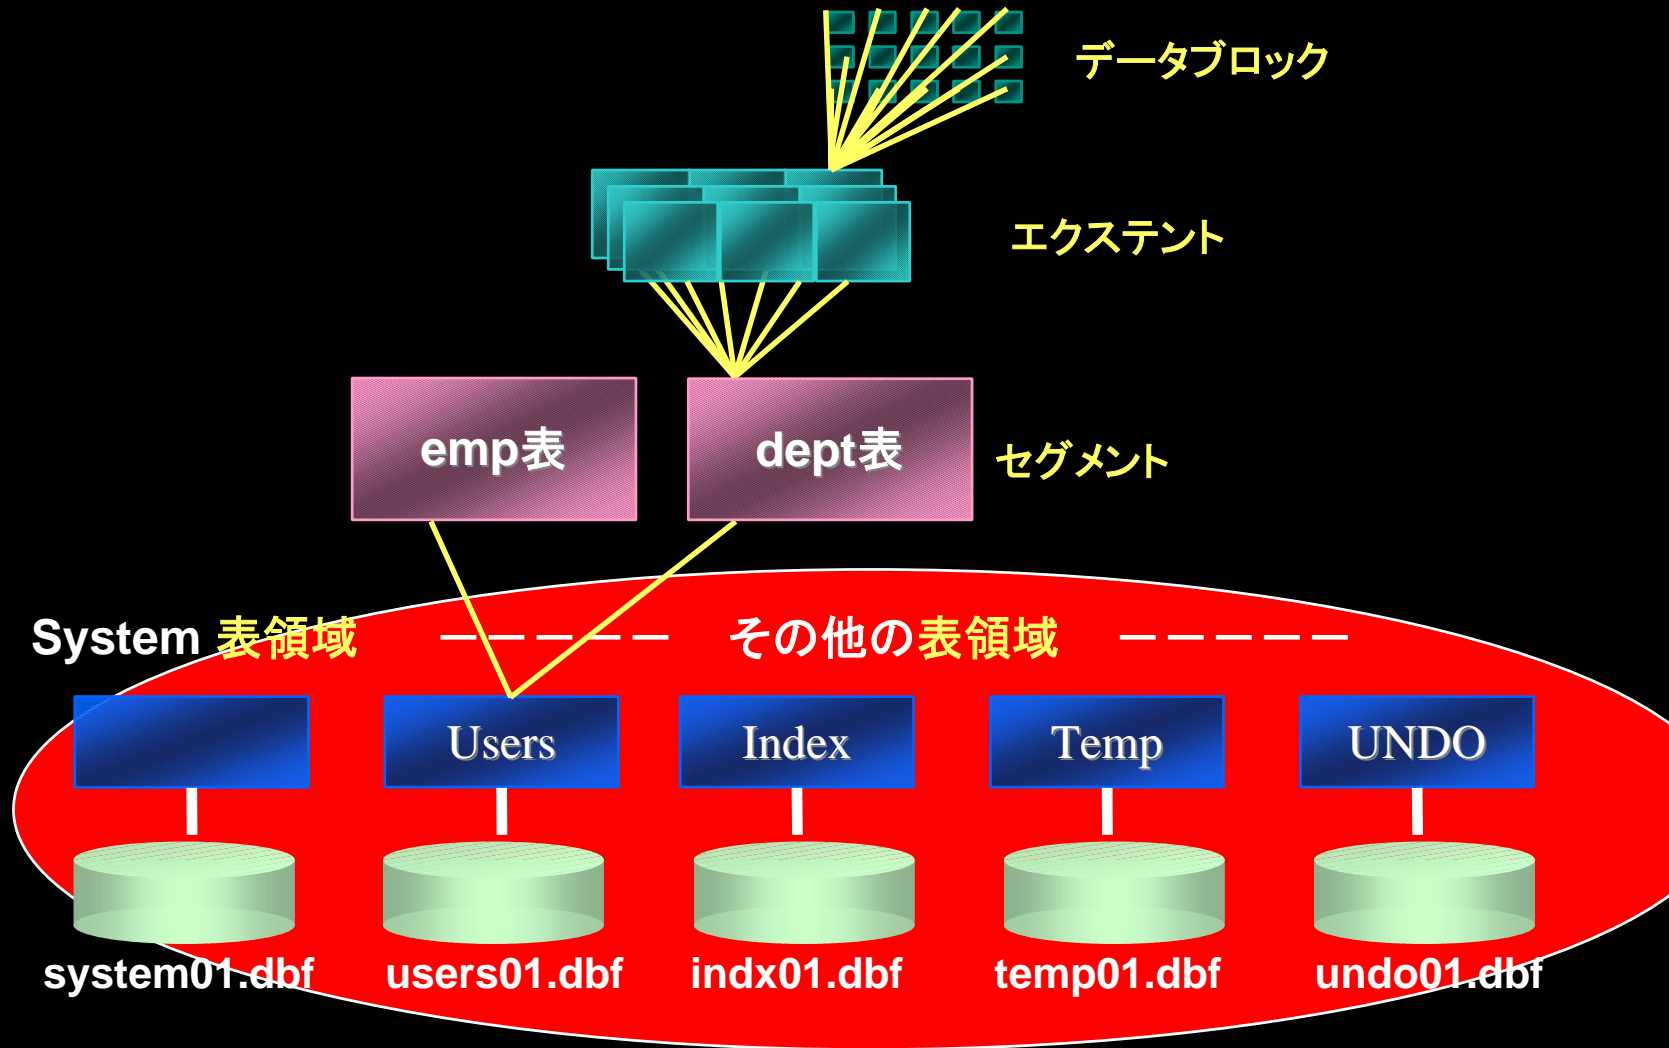 データブロック
エクステント
emp表
dept表
セグメント
System 表領域 －－－－－ その他の表領域 －－－－－
Users
Index
Temp
UNDO
system01.dbf
users01.dbf
indx01.dbf
temp01.dbf
undo01.dbf